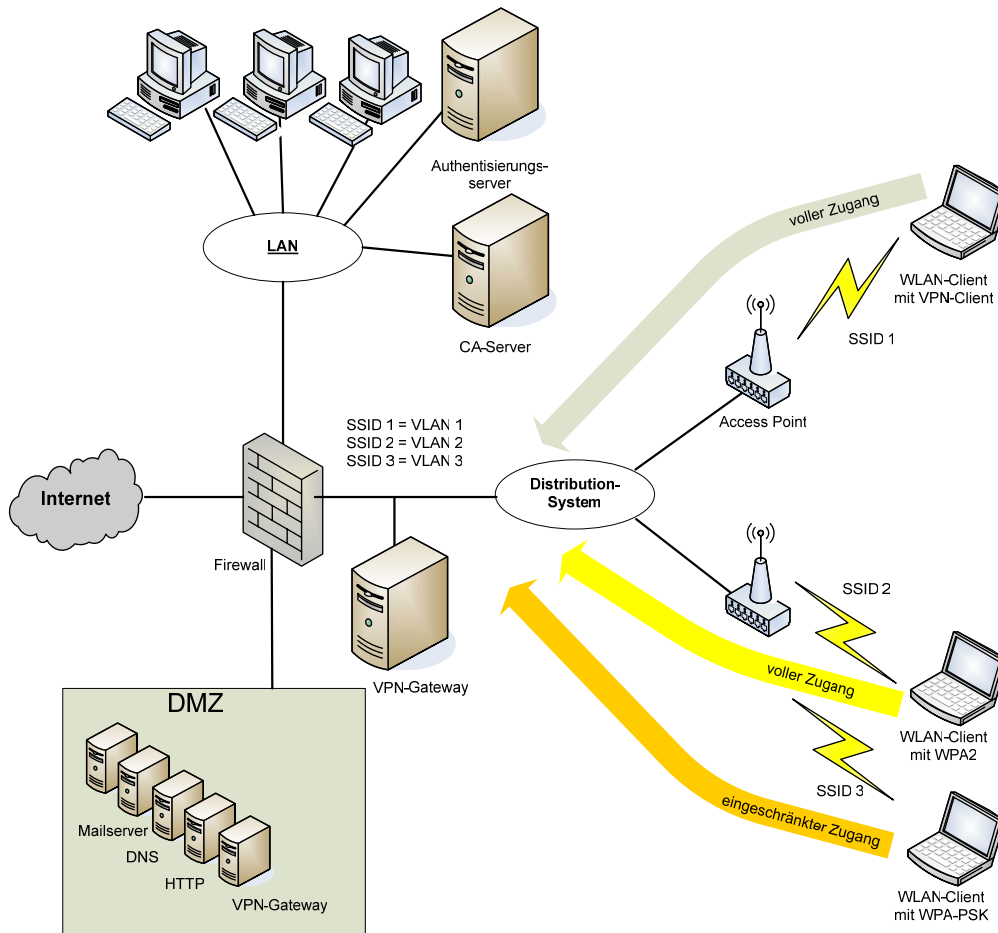 Authentisierungs-
server
LAN
CA-Server
voller Zugang
WLAN-Client
mit VPN-Client
SSID 1
Access Point
SSID 1 = VLAN 1
SSID 2 = VLAN 2
SSID 3 = VLAN 3
Internet
Firewall
Distribution-
System
VPN-Gateway
SSID 2
voller Zugang
WLAN-Client
mit WPA2
SSID 3
eingeschränkter Zugang
WLAN-Client
mit WPA-PSK
DMZ
Mailserver
DNS
HTTP
VPN-Gateway